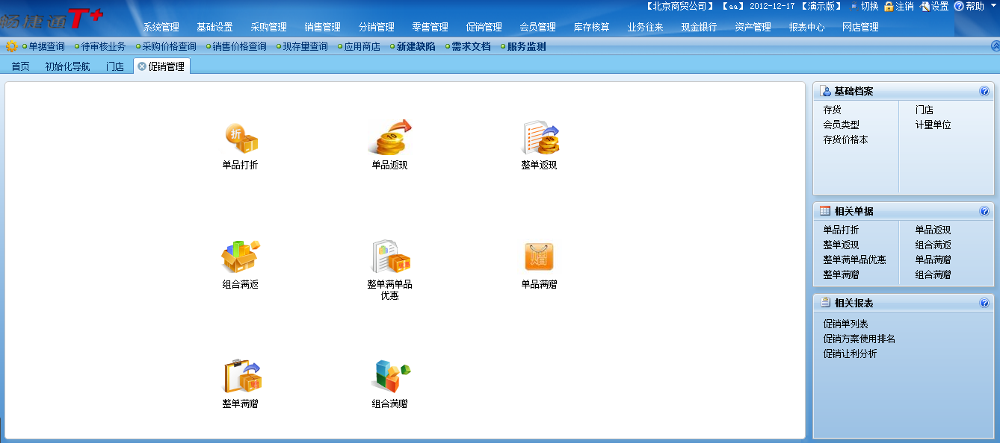 【北京商贸公司】 【aa】 2012-12-17 【演示版】 切换 注销 设置 帮助
畅捷通T+
系统管理 基础设置 采购管理 销售管理 分销管理 零售管理 促销管理 会员管理 库存核算 业务往来 现金银行 资产管理 报表中心 网店管理
单据查询 待审核业务 采购价格查询 销售价格查询 现存量查询 应用商店 新建缺陷 需求文档 服务监测
首页 初始化导航 门店 促销管理
折
单品打折
10
单品返现
10
整单返现
组合满返
整单满单品
优惠
赠
单品满赠
整单满赠
组合满赠
基础档案
存货 门店
会员类型 计量单位
存货价格本
相关单据
单品打折 单品返现
整单返现 组合满返
整单满单品优惠 单品满赠
整单满赠 组合满赠
相关报表
促销单列表
促销方案使用排名
促销让利分析